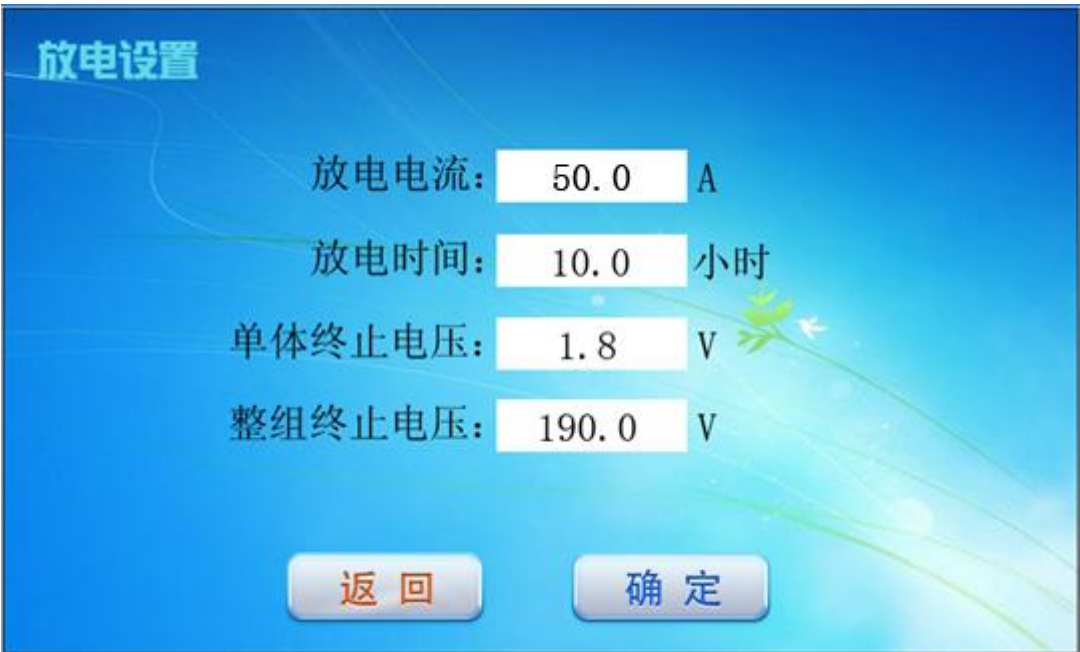 放电设置
放电电流： 50.0 A
放电时间： 10.0 小时
单体终止电压： 1.8 V
整组终止电压： 190.0 V
返回 确定